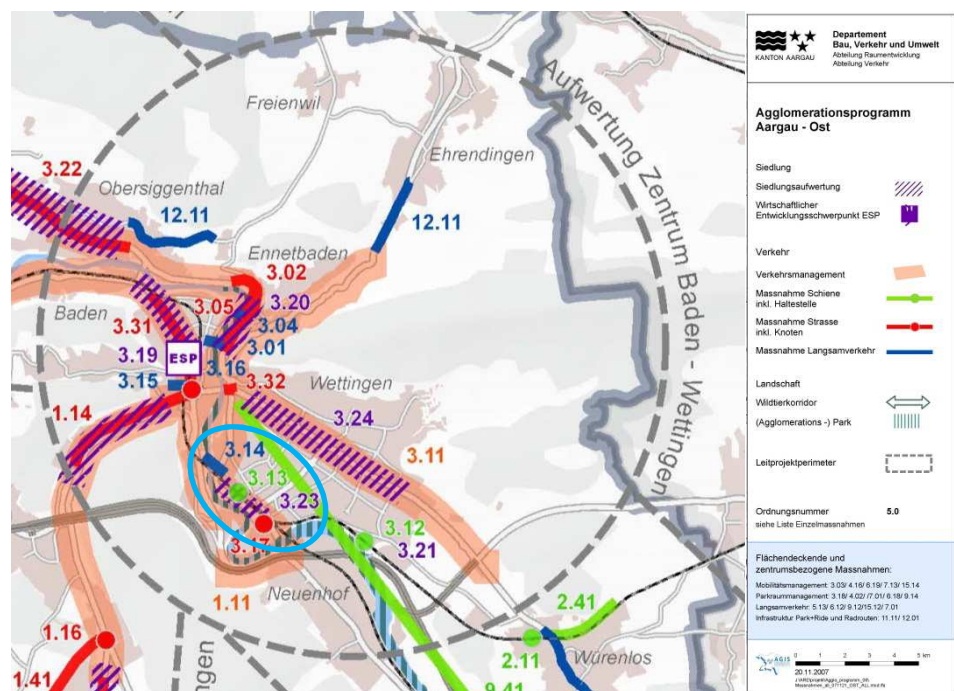 Freienwil
Ehrendingen
Aufwertung Zentrum Baden - Wettingen
3.22
Obersiggenthal
12.11
12.11
Ennetbaden
3.02
3.05
3.20
Baden
3.31
3.04
3.01
3.19
ESP
3.16
3.15
3.32
Wettingen
1.14
3.24
3.14
3.11
3.13
3.23
3.12
3.17
3.21
1.11
Neuenhof
2.41
1.16
2.11
Würenlos
1.41
ngen
9.41
KANTON AARGAU
Departement
Bau, Verkehr und Umwelt
Abteilung Raumentwicklung
Abteilung Verkehr
Agglomerationsprogramm
Aargau - Ost
Siedlung
Siedlungsaufwertung
Wirtschaftlicher
Entwicklungsschwerpunkt ESP
Verkehr
Verkehrsmanagement
Massnahme Schiene
inkl. Haltestelle
Massnahme Strasse
inkl. Knoten
Massnahme Langsamverkehr
Landschaft
Wildtierkorridor
(Agglomerations -) Park
Leitprojektperimeter
Ordnungsnummer 5.0
siehe Liste Einzelmassnahmen
Flächendeckende und
zentrumsbezogene Massnahmen:
Mobilitätsmanagement: 3.03/ 4.16/ 6.19/ 7.13/ 15.14
Parkraummanagement: 3.18/ 4.02/ /7.01/ 6.18/ 9.14
Langsamverkehr: 5.13/ 6.12/ 9.12/15.12/ 7.01
Infrastruktur Park+Ride und Radrouten: 11.11/ 12.01
AGIS
0 1 2 3 4 5 km
20.11.2007